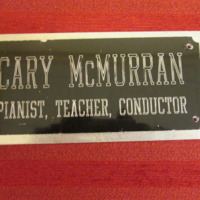 CARY McMURRAN
PIANIST, TEACHER, CONDUCTOR